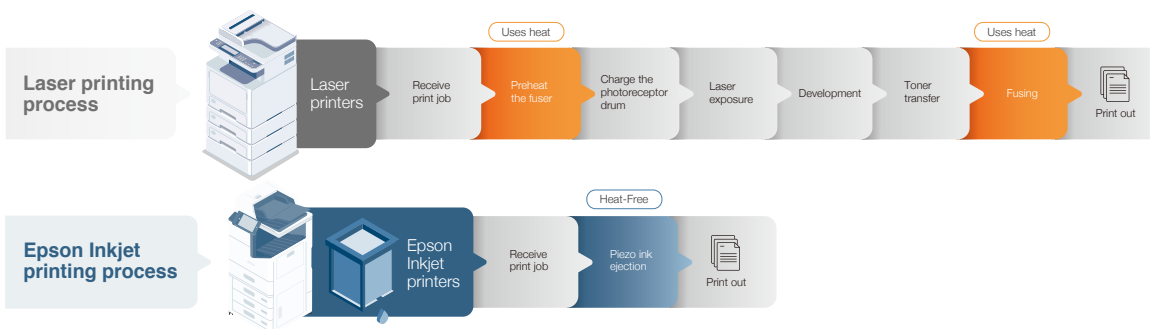 Uses heat
Uses heat
Laser printing
process
Laser
printers
Receive
print job
Preheat
the fuser
Charge the
photoreceptor
drum
Laser
exposure
Development
Toner
transfer
Fusing
Print out
Heat-Free
Epson Inkjet
printing process
Epson
Inkjet
printers
Receive
print job
Piezo ink
ejection
Print out